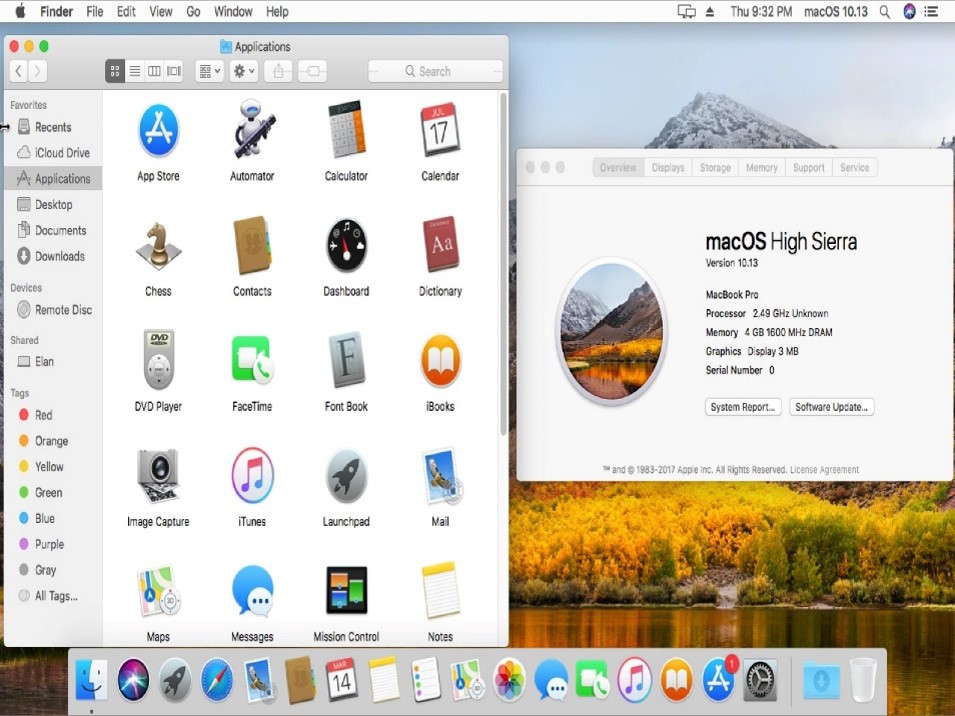 Finder File Edit View Go Window Help Thu 9:32 PM macOS 10.13
Applications
Search
Favorites
Recents
iCloud Drive
Applications
Desktop
Documents
Downloads
Devices
Remote Disc
Shared
Elan
Tags
Red
Orange
Yellow
Green
Blue
Purple
Gray
All Tags...
JUL
17
App Store Automator Calculator Calendar
Dictionary
Aa
Chess Contacts Dashboard Dictionary
DVD
F
DVD Player FaceTime Font Book iBooks
Image Capture iTunes Launchpad Mail
3D
Maps Messages Mission Control Notes
Overview Displays Storage Memory Support Service
macOS High Sierra
Version 10.13
MacBook Pro
Processor 2.49 GHz Unknown
Memory 4 GB 1600 MHz DRAM
Graphics Display 3 MB
Serial Number 0
System Report... Software Update...
™ and © 1983-2017 Apple Inc. All Rights Reserved. License Agreement
MAR
14
1